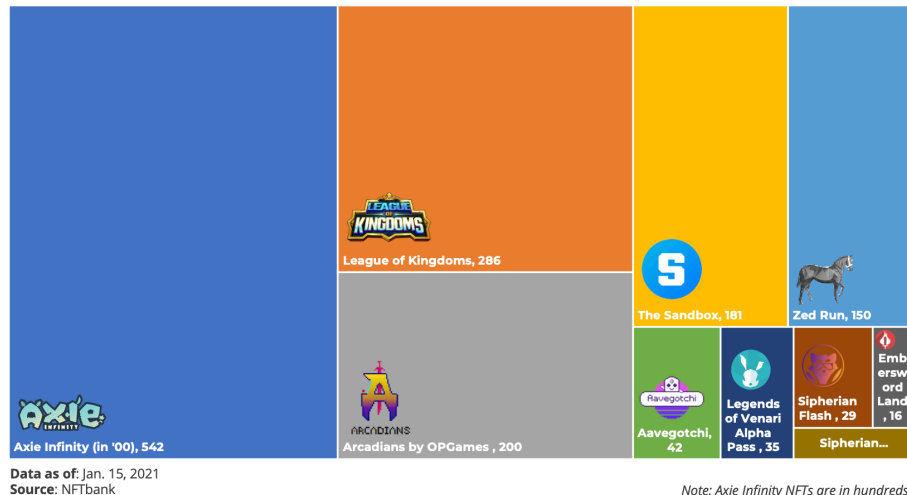 LEAGUE
OF
KINGDOMS
League of Kingdoms, 286
The Sandbox, 181
Zed Run, 150
AXIE
INFINITY
Axie Infinity (in '00), 542
ARCADIANS
Arcadians by OPGames , 200
Aavegotchi
Aavegotchi,
42
Legends
of Venari
Alpha
Pass , 35
Sipherian
Flash , 29
Emb
ersw
ord
Land
, 16
Sipherian...
Data as of: Jan. 15, 2021
Source: NFTbank
Note: Axie Infinity NFTs are in hundreds